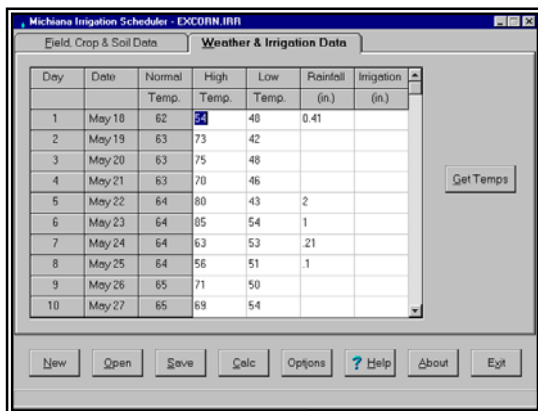 Michiana Irrigation Scheduler - EXCORN.IRR
Field, Crop & Soil Data Weather & Irrigation Data
Day Date Normal High Low Rainfall Irrigation
Temp. Temp. Temp. (in.) (in.)
1 May 18 62 54 48 0.41
2 May 19 63 73 42
3 May 20 63 75 48
4 May 21 63 70 46
Get Temps
5 May 22 64 80 43 2
6 May 23 64 85 54 1
7 May 24 64 63 53 .21
8 May 25 64 56 51 .1
9 May 26 65 71 50
10 May 27 65 69 54
New Open Save Calc Options ? Help About Exit